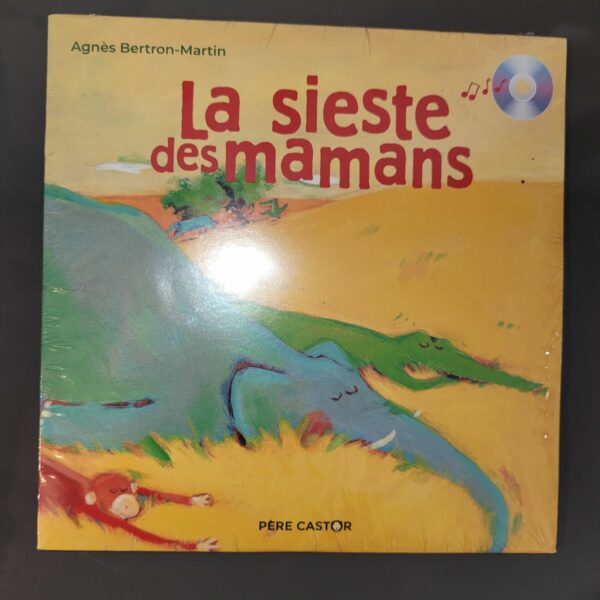 Agnès Bertron-Martin
La sieste
des mamans
PÈRE CASTOR